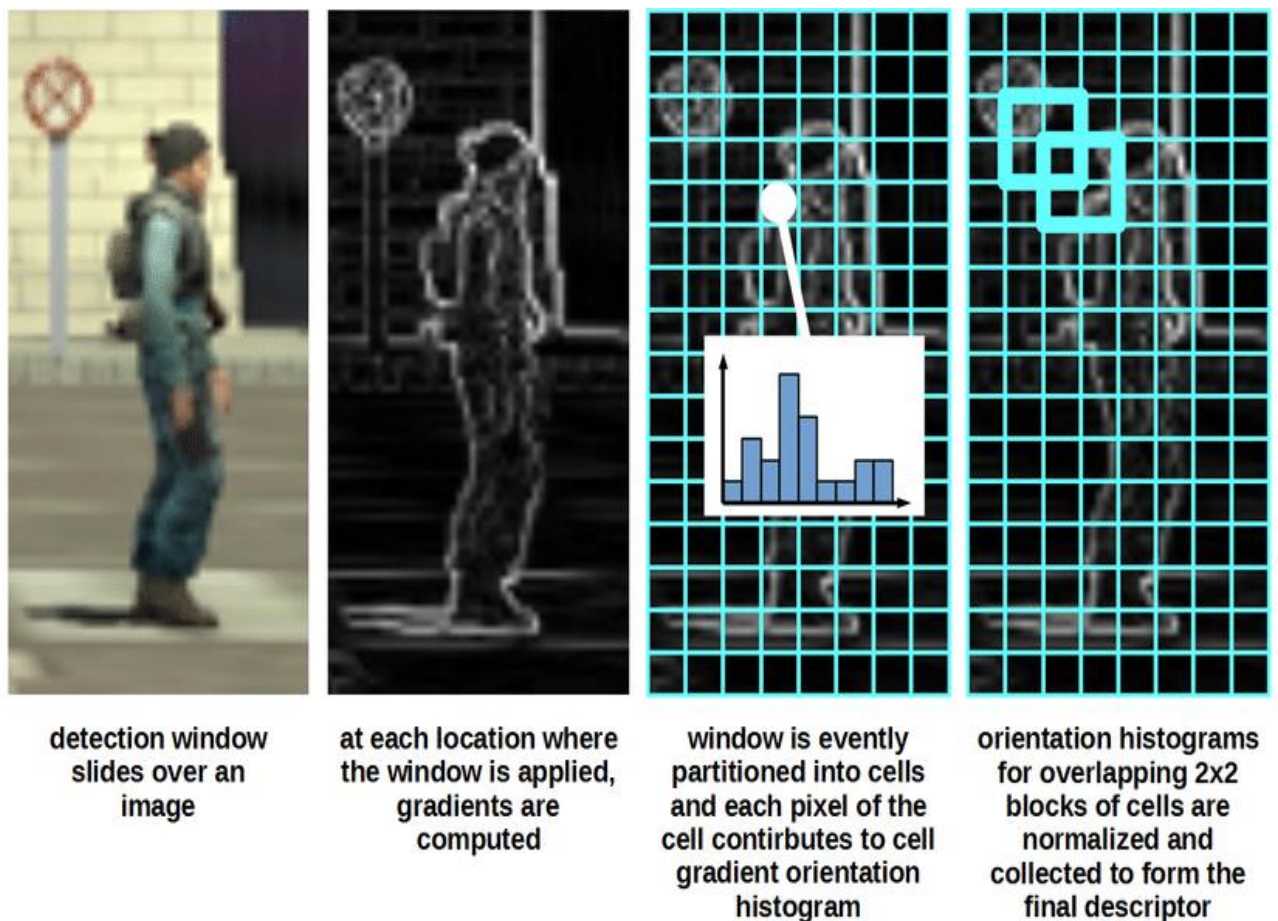 detection window
slides over an
image
at each location where
the window is applied,
gradients are
computed
window is evently
partitioned into cells
and each pixel of the
cell contirbutes to cell
gradient orientation
histogram
orientation histograms
for overlapping 2x2
blocks of cells are
normalized and
collected to form the
final descriptor